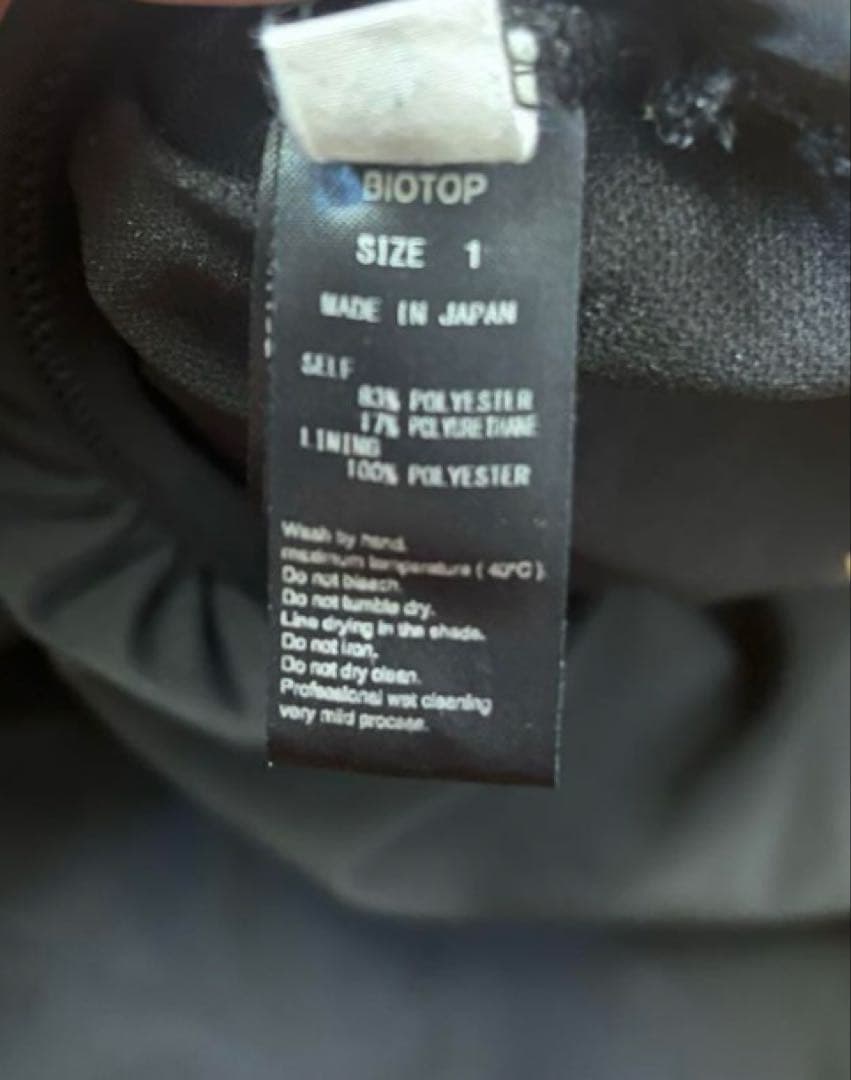 BIOTOP
SIZE 1
MADE IN JAPAN
SELF
83% POLYESTER
17% POLYURETHANE
LINING
100% POLYESTER
Wash by hand.
maximum temperature ( 40°C ).
Do not bleach.
Do not tumble dry.
Line drying in the shade.
Do not iron.
Do not dry clean.
Professional wet cleaning
very mild process.